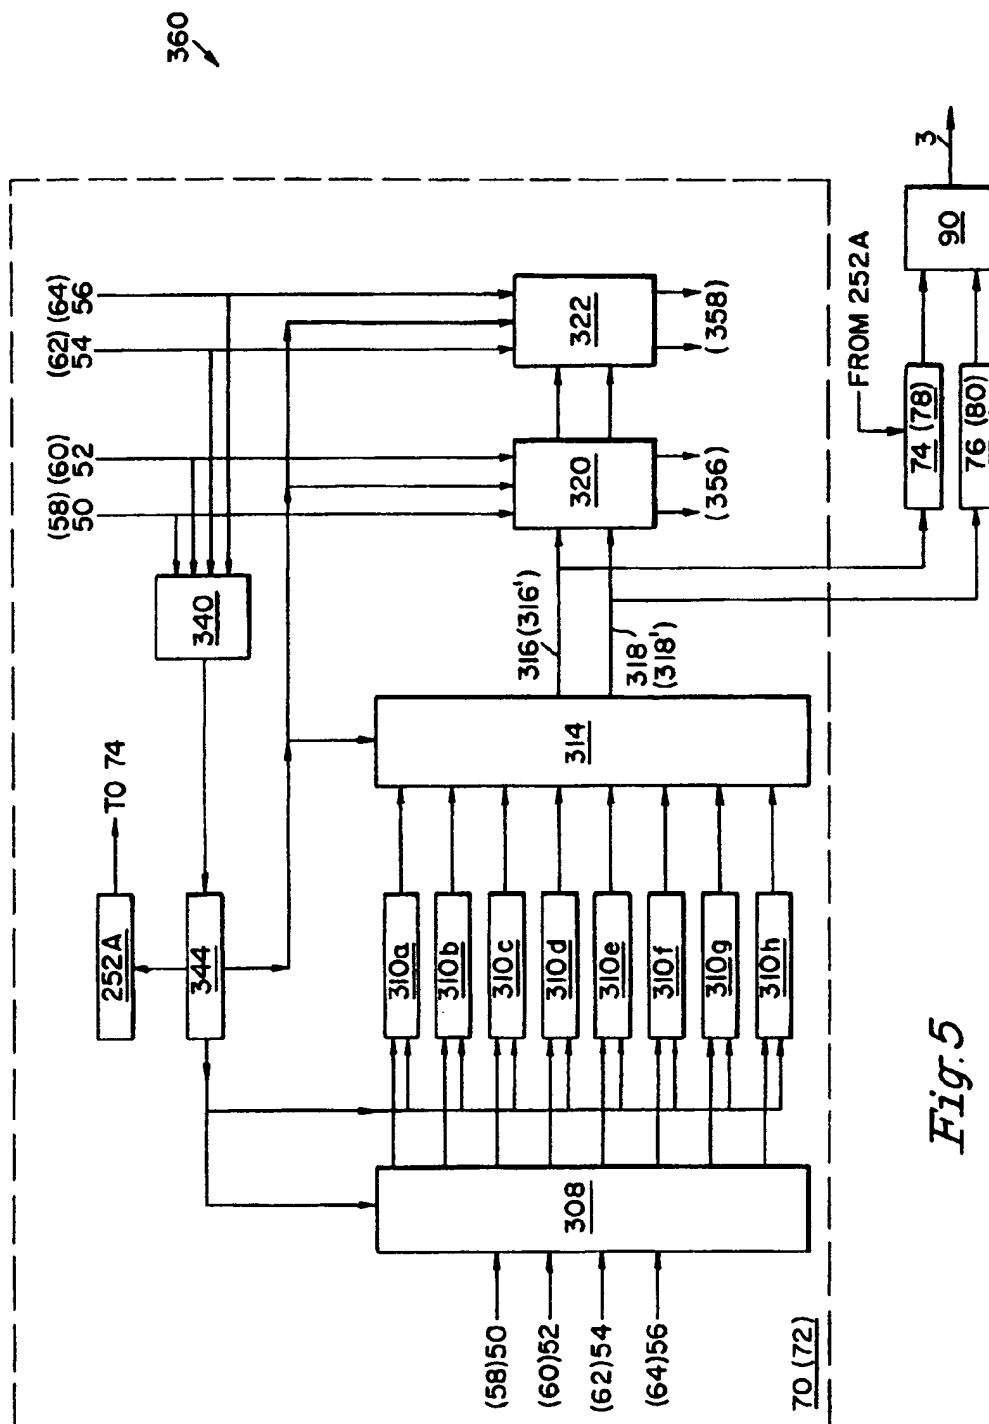 360
(58) 50
(60) 52
(62) 54
(64) 56
252A
TO 74
344
340
(58)50
(60)52
(62)54
(64)56
308
310a
310b
310c
310d
310e
310f
310g
310h
314
316(316')
318
(318')
320
322
(356)
(358)
70 (72)
FROM 252A
74 (78)
76 (80)
90
3
Fig.5